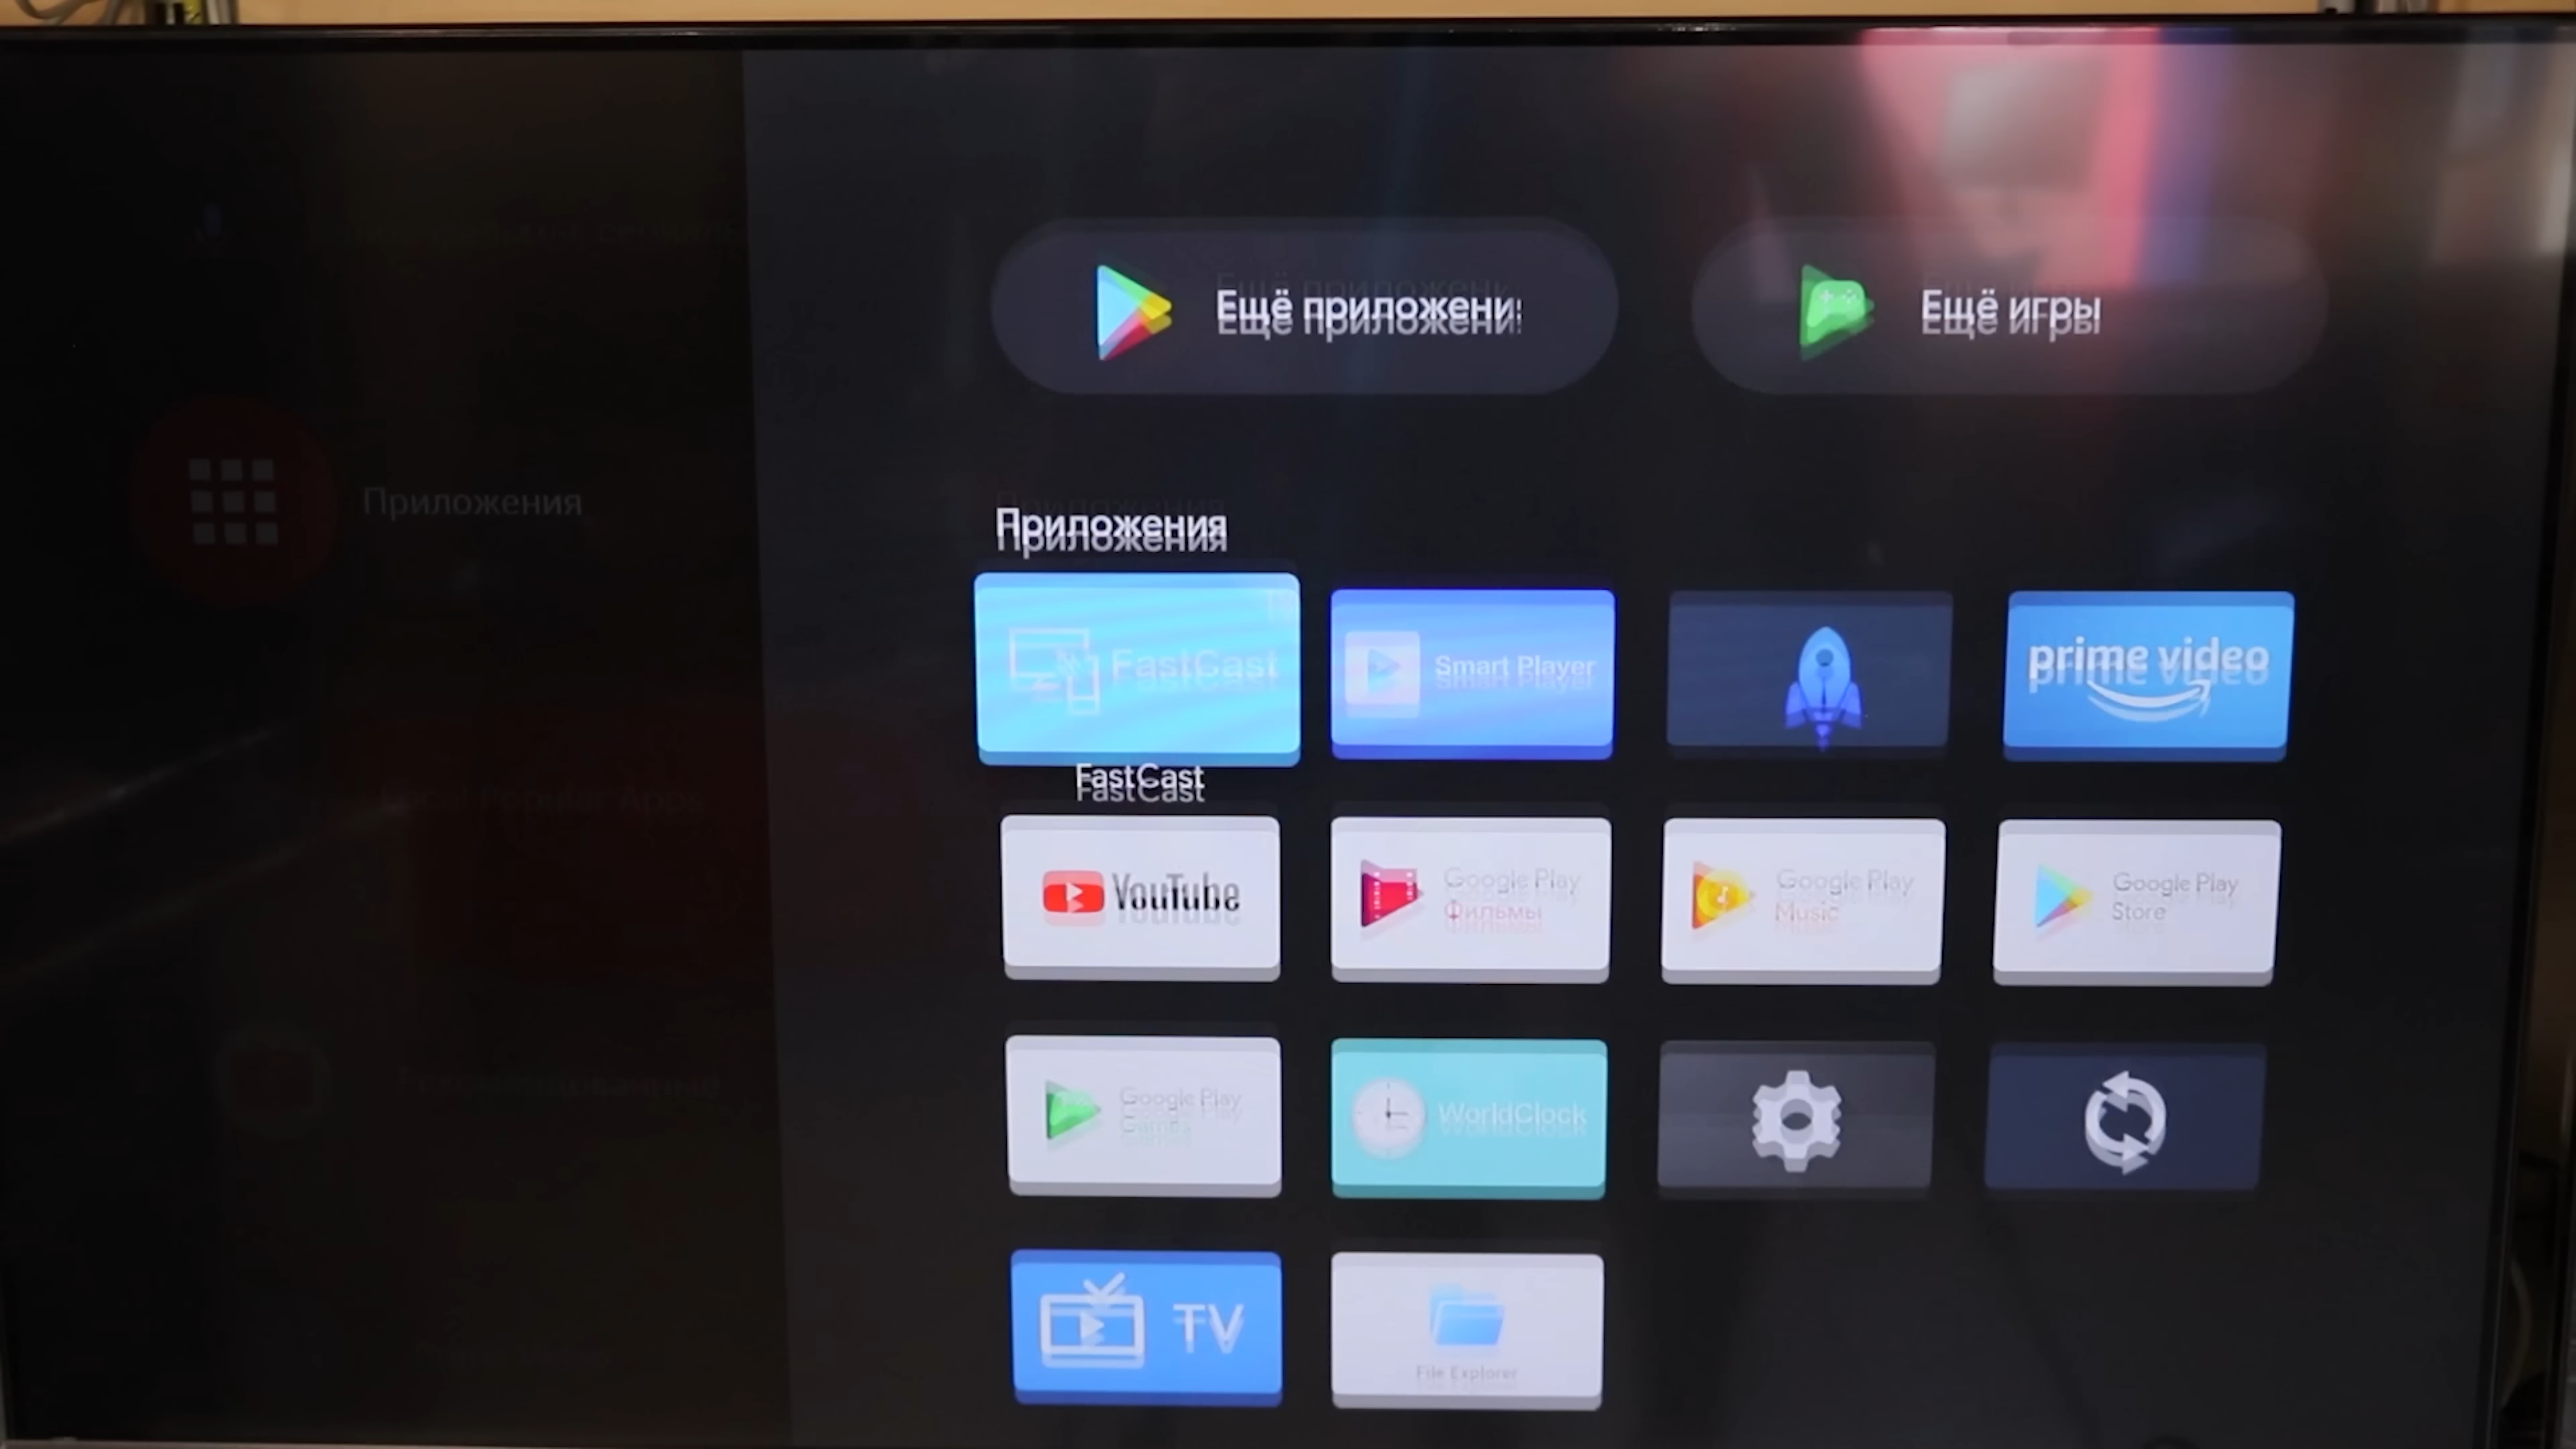 Ещё приложени
Ещё игры
Приложения
Приложения
FastCast
Smart Player
prime video
FastCast
YouTube
Google Play
Фильмы
Google Play
Music
Google Play
Store
Google Play
Games
WorldClock
TV
File Explorer